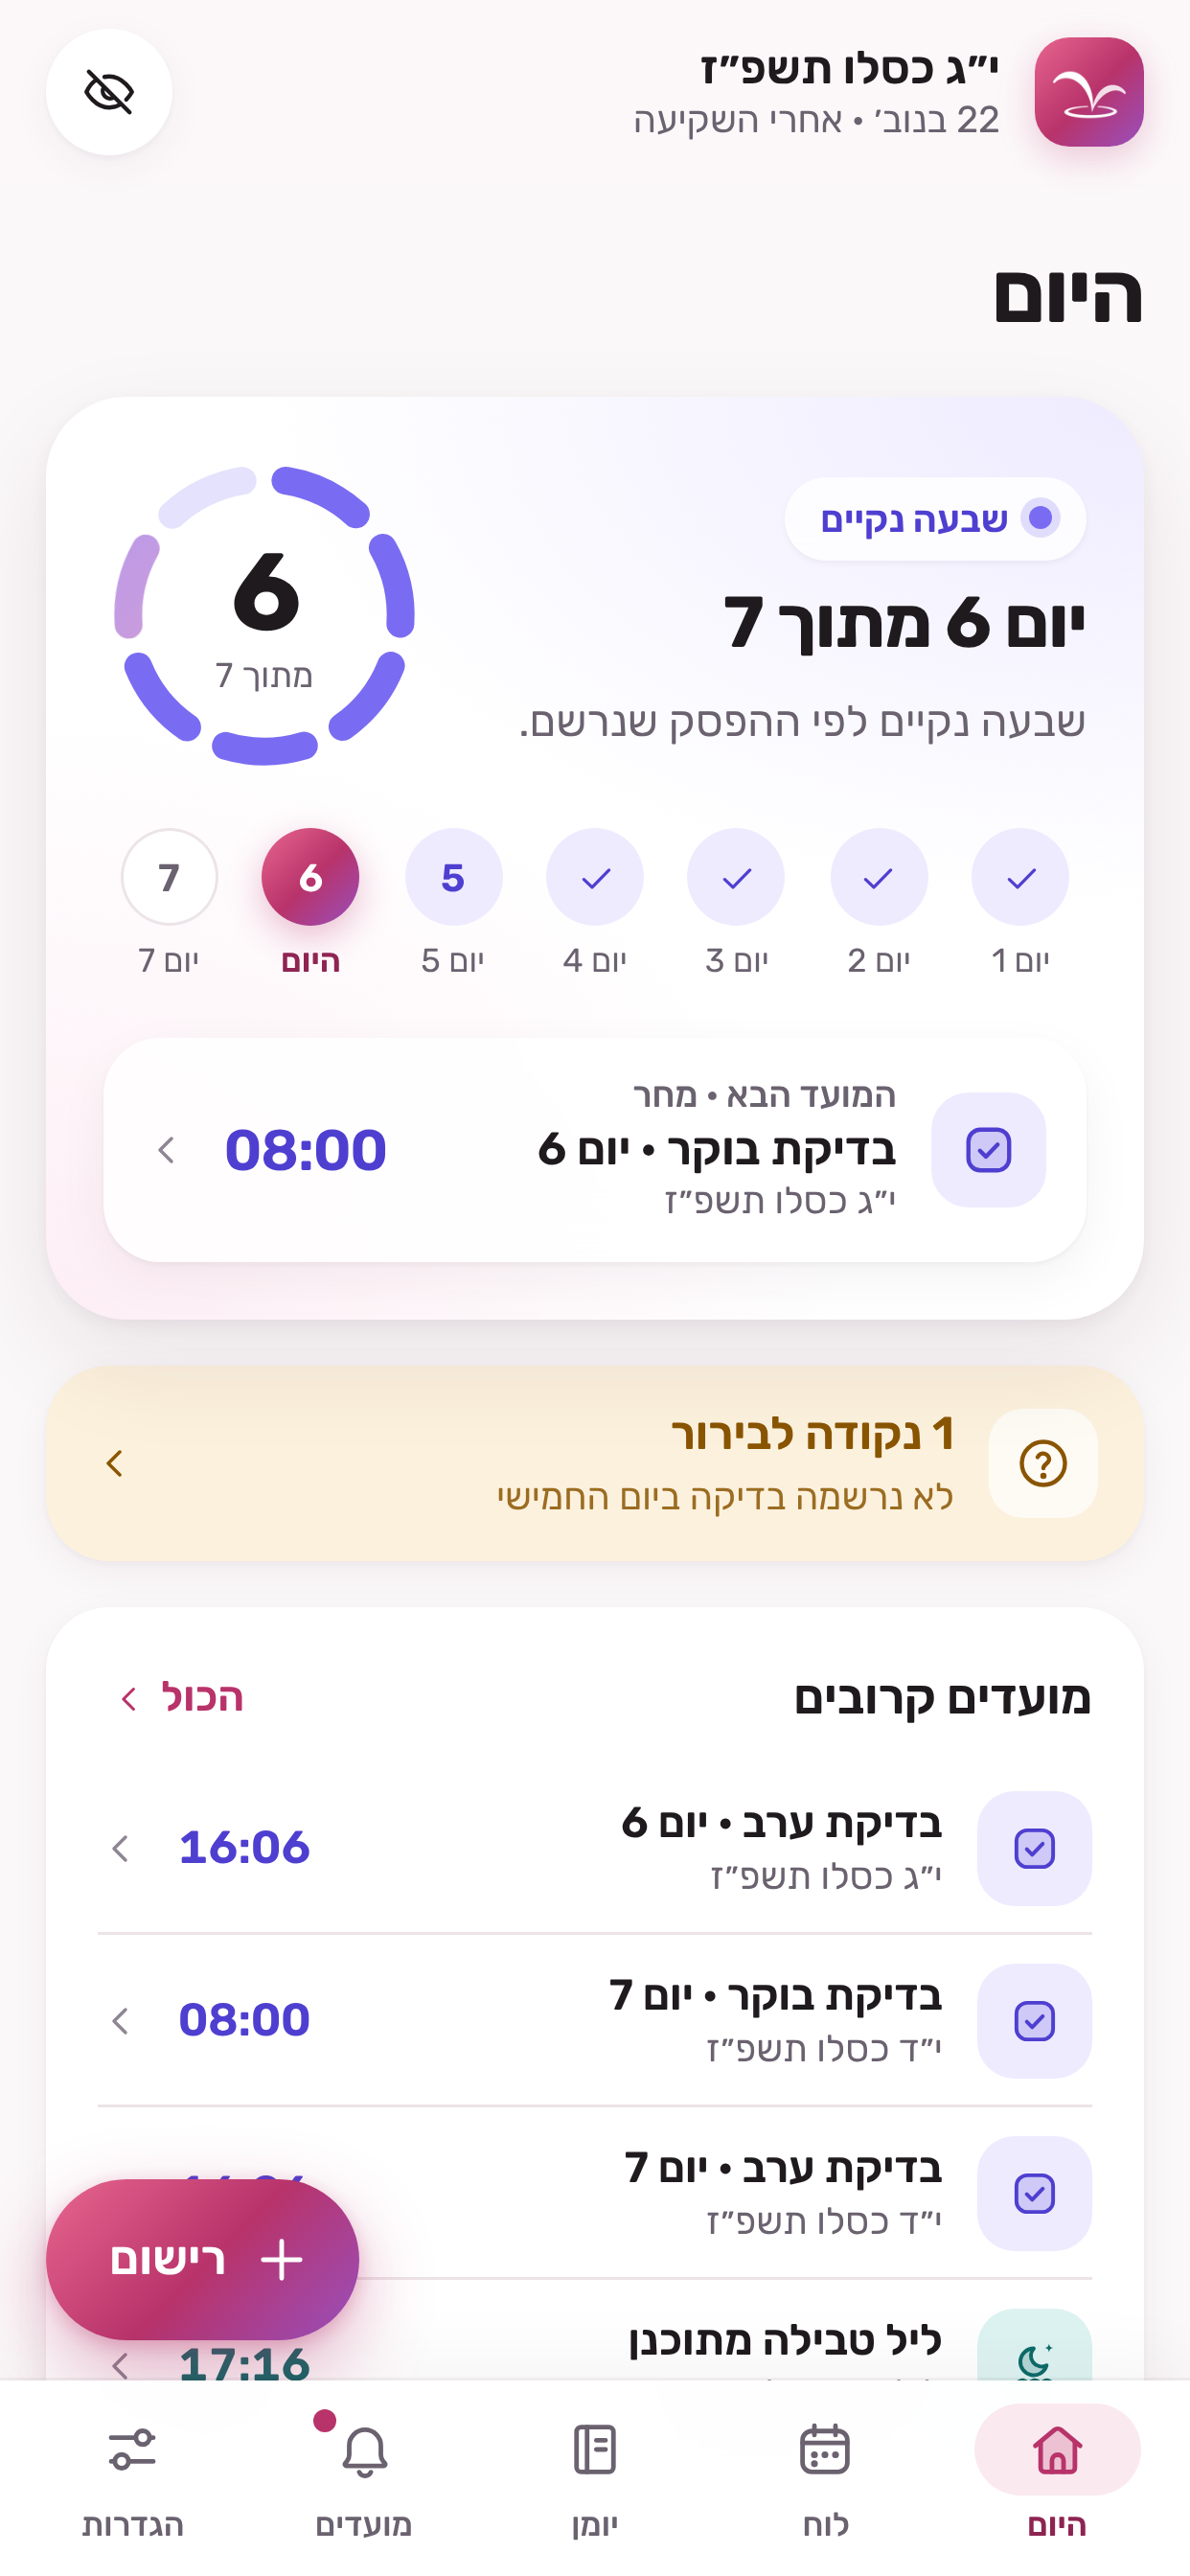 י״ג כסלו תשפ״ז
22 בנוב׳ • אחרי השקיעה
היום
שבעה נקיים
יום 6 מתוך 7
שבעה נקיים לפי ההפסק שנרשם.
6
מתוך 7
5
6
7
יום 1
יום 2
יום 3
יום 4
יום 5
היום
יום 7
המועד הבא • מחר
בדיקת בוקר • יום 6
י״ג כסלו תשפ״ז
08:00
1 נקודה לבירור
לא נרשמה בדיקה ביום החמישי
מועדים קרובים
הכול
בדיקת ערב • יום 6
י״ג כסלו תשפ״ז
16:06
בדיקת בוקר • יום 7
י״ד כסלו תשפ״ז
08:00
בדיקת ערב • יום 7
י״ד כסלו תשפ״ז
רישום
ליל טבילה מתוכנן
17:16
היום
לוח
יומן
מועדים
הגדרות